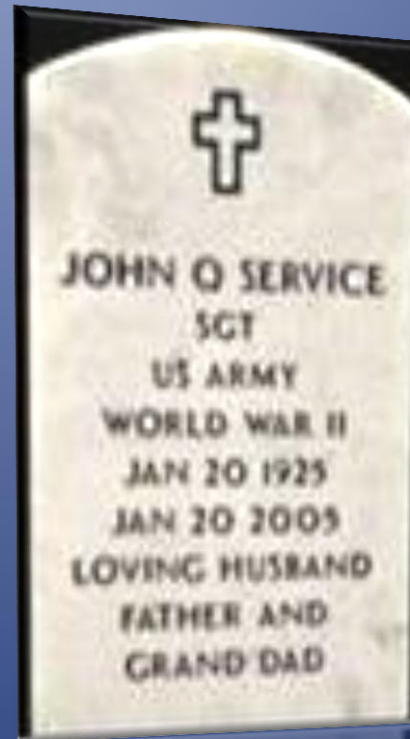 JOHN Q SERVICE
SGT
US ARMY
WORLD WAR II
JAN 20 1925
JAN 20 2005
LOVING HUSBAND
FATHER AND
GRAND DAD